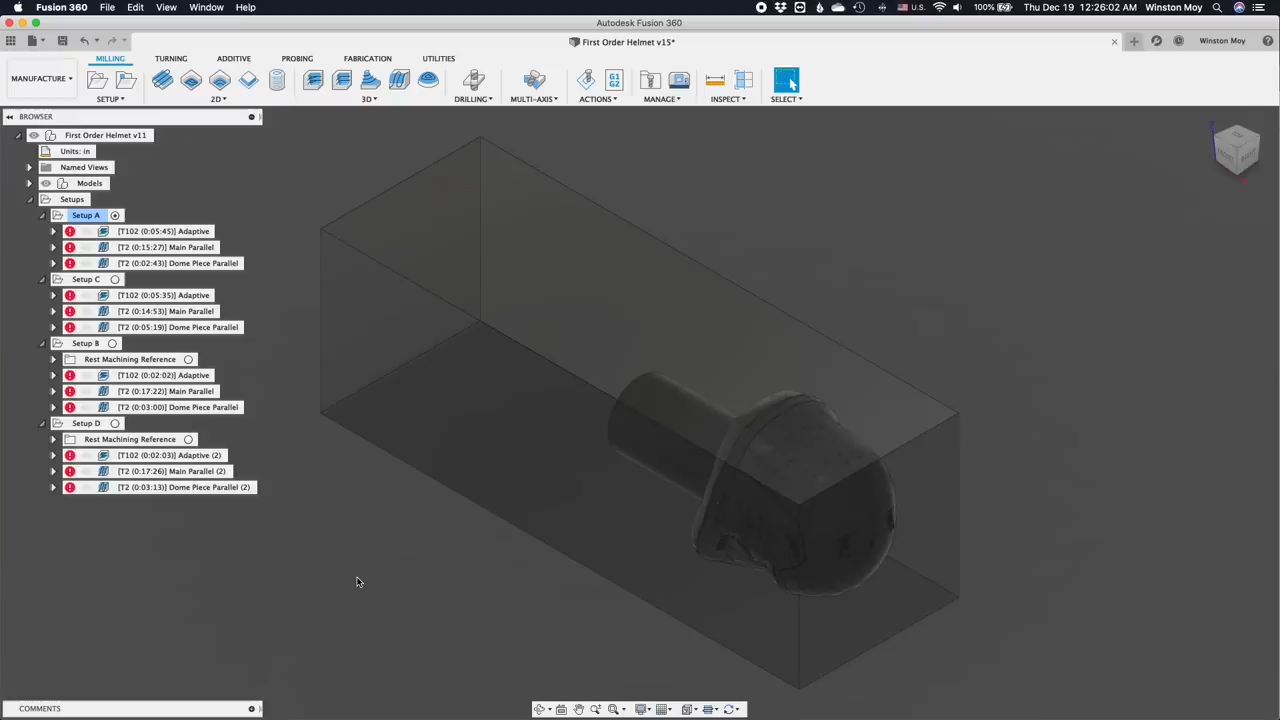 Fusion 360 File Edit View Window Help U.S. 100% Thu Dec 19 12:26:02 AM Winston Moy
Autodesk Fusion 360
First Order Helmet v15* Winston Moy
MILLING TURNING ADDITIVE PROBING FABRICATION UTILITIES
MANUFACTURE
G1
G2
SETUP 2D 3D DRILLING MULTI-AXIS ACTIONS MANAGE INSPECT SELECT
BROWSER
First Order Helmet v11
Units: in
Named Views
Models
Setups
Setup A
[T102 (0:05:45)] Adaptive
[T2 (0:15:27)] Main Parallel
[T2 (0:02:43)] Dome Piece Parallel
Setup C
[T102 (0:05:35)] Adaptive
[T2 (0:14:53)] Main Parallel
[T2 (0:05:19)] Dome Piece Parallel
Setup B
Rest Machining Reference
[T102 (0:02:02)] Adaptive
[T2 (0:17:22)] Main Parallel
[T2 (0:03:00)] Dome Piece Parallel
Setup D
Rest Machining Reference
[T102 (0:02:03)] Adaptive (2)
[T2 (0:17:26)] Main Parallel (2)
[T2 (0:03:13)] Dome Piece Parallel (2)
Z
TOP
FRONT RIGHT
COMMENTS